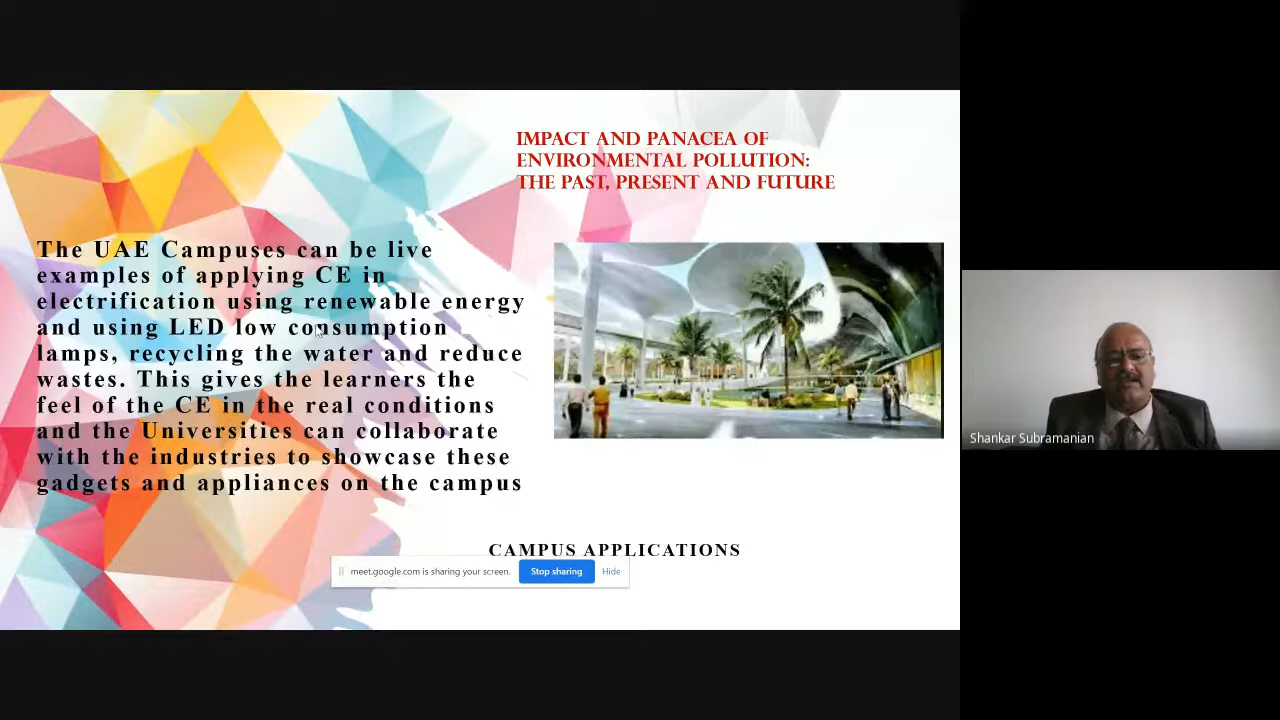 IMPACT AND PANACEA OF
ENVIRONMENTAL POLLUTION:
THE PAST, PRESENT AND FUTURE
The UAE Campuses can be live
examples of applying CE in
electrification using renewable energy
and using LED low consumption
lamps, recycling the water and reduce
wastes. This gives the learners the
feel of the CE in the real conditions
and the Universities can collaborate
with the industries to showcase these
gadgets and appliances on the campus
CAMPUS APPLICATIONS
meet.google.com is sharing your screen.
Stop sharing
Hide
Shankar Subramanian